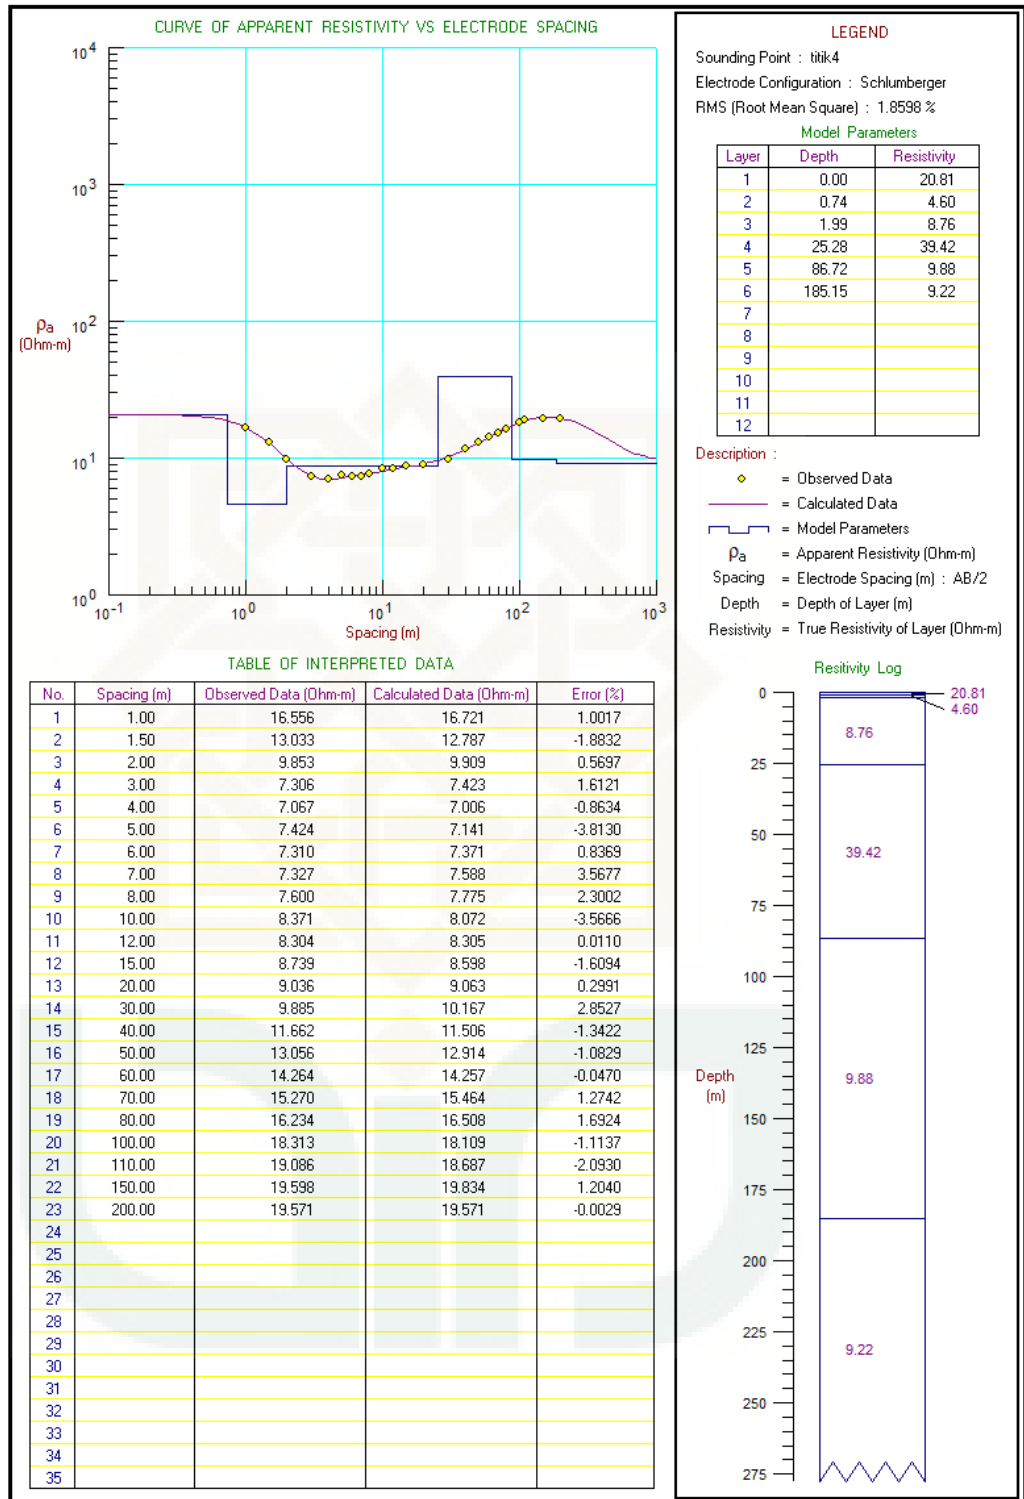 CURVE OF APPARENT RESISTIVITY VS ELECTRODE SPACING
10^4
10^3
10^2
10^1
10^0
ρa
(Ohm-m)
10^-1 10^0 10^1 10^2 10^3
Spacing (m)
LEGEND
Sounding Point : titik4
Electrode Configuration : Schlumberger
RMS (Root Mean Square) : 1.8598 %
Model Parameters
Layer Depth Resistivity
1 0.00 20.81
2 0.74 4.60
3 1.99 8.76
4 25.28 39.42
5 86.72 9.88
6 185.15 9.22
7
8
9
10
11
12
Description :
= Observed Data
= Calculated Data
= Model Parameters
ρa = Apparent Resistivity (Ohm-m)
Spacing = Electrode Spacing (m) : AB/2
Depth = Depth of Layer (m)
Resistivity = True Resistivity of Layer (Ohm-m)
TABLE OF INTERPRETED DATA
No. Spacing (m) Observed Data (Ohm-m) Calculated Data (Ohm-m) Error (%)
1 1.00 16.556 16.721 1.0017
2 1.50 13.033 12.787 -1.8832
3 2.00 9.853 9.909 0.5697
4 3.00 7.306 7.423 1.6121
5 4.00 7.067 7.006 -0.8634
6 5.00 7.424 7.141 -3.8130
7 6.00 7.310 7.371 0.8369
8 7.00 7.327 7.588 3.5677
9 8.00 7.600 7.775 2.3002
10 10.00 8.371 8.072 -3.5666
11 12.00 8.304 8.305 0.0110
12 15.00 8.739 8.598 -1.6094
13 20.00 9.036 9.063 0.2991
14 30.00 9.885 10.167 2.8527
15 40.00 11.662 11.506 -1.3422
16 50.00 13.056 12.914 -1.0829
17 60.00 14.264 14.257 -0.0470
18 70.00 15.270 15.464 1.2742
19 80.00 16.234 16.508 1.6924
20 100.00 18.313 18.109 -1.1137
21 110.00 19.086 18.687 -2.0930
22 150.00 19.598 19.834 1.2040
23 200.00 19.571 19.571 -0.0029
24
25
26
27
28
29
30
31
32
33
34
35
Resitivity Log
0
25
50
75
100
125
150
175
200
225
250
275
Depth
(m)
20.81
4.60
8.76
39.42
9.88
9.22